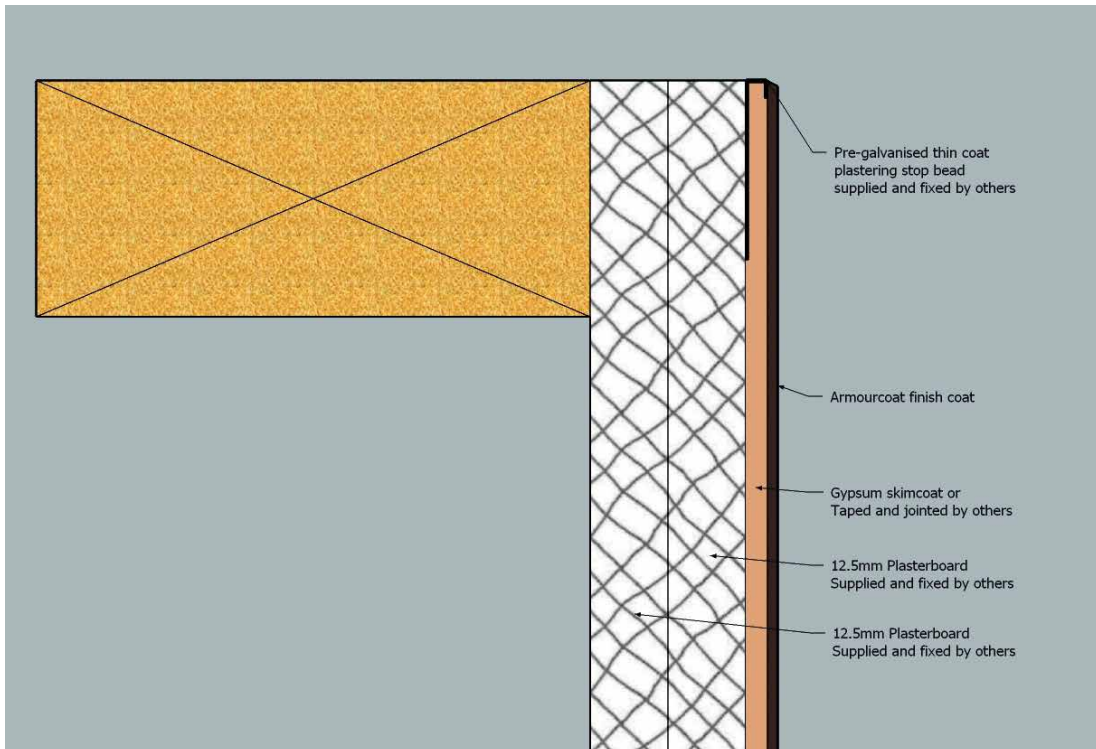 Pre-galvanised thin coat
plastering stop bead
supplied and fixed by others
Armourcoat finish coat
Gypsum skimcoat or
Taped and jointed by others
12.5mm Plasterboard
Supplied and fixed by others
12.5mm Plasterboard
Supplied and fixed by others